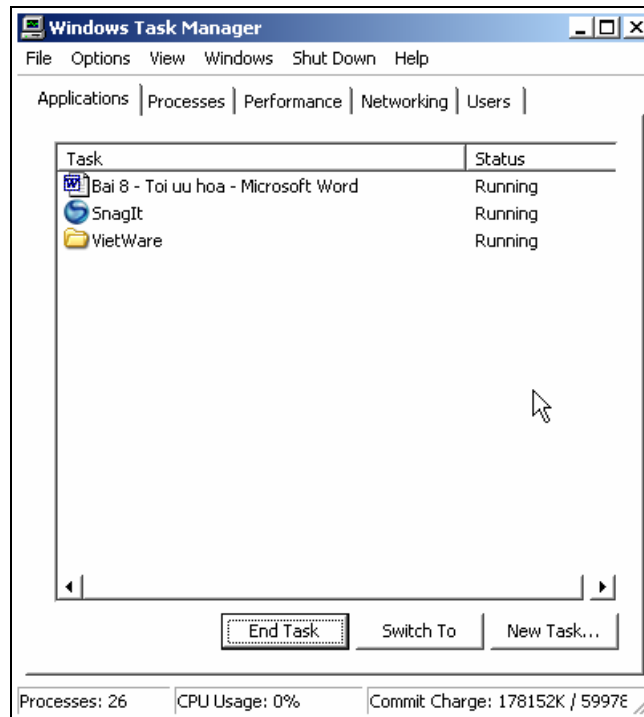 Windows Task Manager
File Options View Windows Shut Down Help
Applications Processes Performance Networking Users
Task Status
Bai 8 - Toi uu hoa - Microsoft Word Running
SnagIt Running
VietWare Running
End Task Switch To New Task...
Processes: 26 CPU Usage: 0% Commit Charge: 178152K / 59978